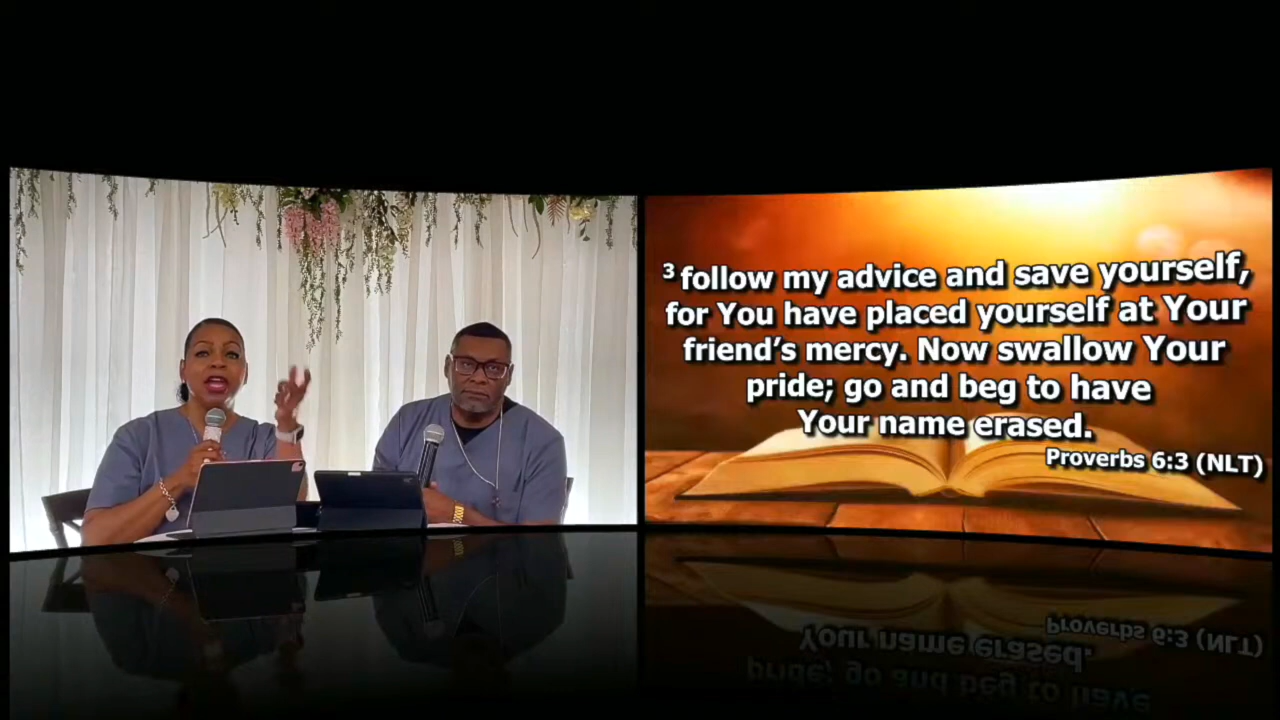 3 follow my advice and save yourself,
for You have placed yourself at Your
friend’s mercy. Now swallow Your
pride; go and beg to have
Your name erased.
Proverbs 6:3 (NLT)